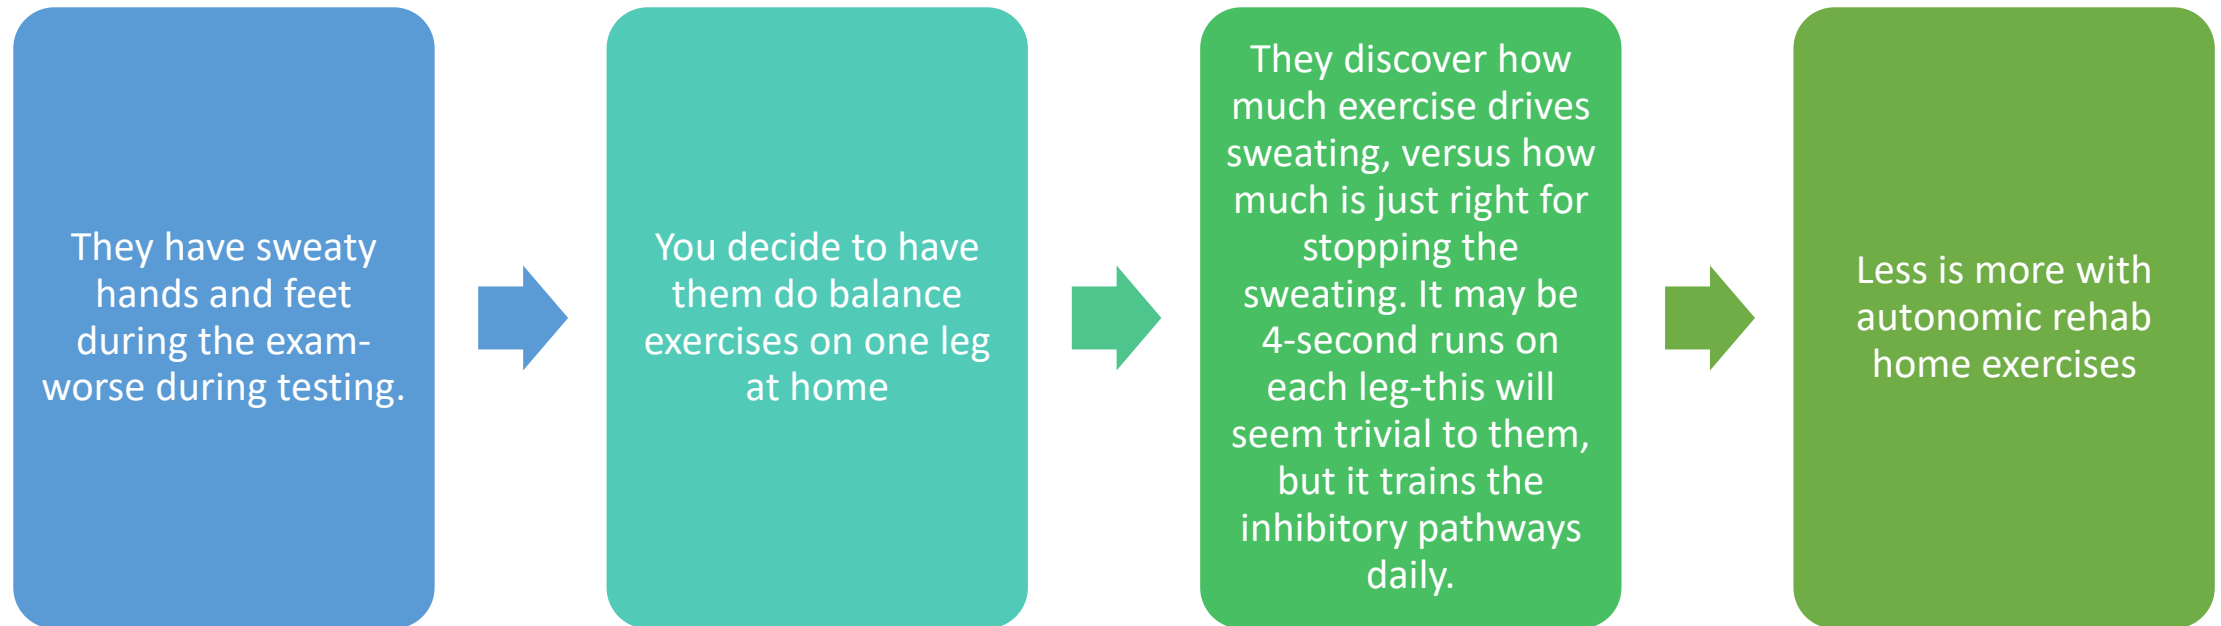 They have sweaty
hands and feet
during the exam-
worse during testing.
You decide to have
them do balance
exercises on one leg
at home
They discover how
much exercise drives
sweating, versus how
much is just right for
stopping the
sweating. It may be
4-second runs on
each leg-this will
seem trivial to them,
but it trains the
inhibitory pathways
daily.
Less is more with
autonomic rehab
home exercises